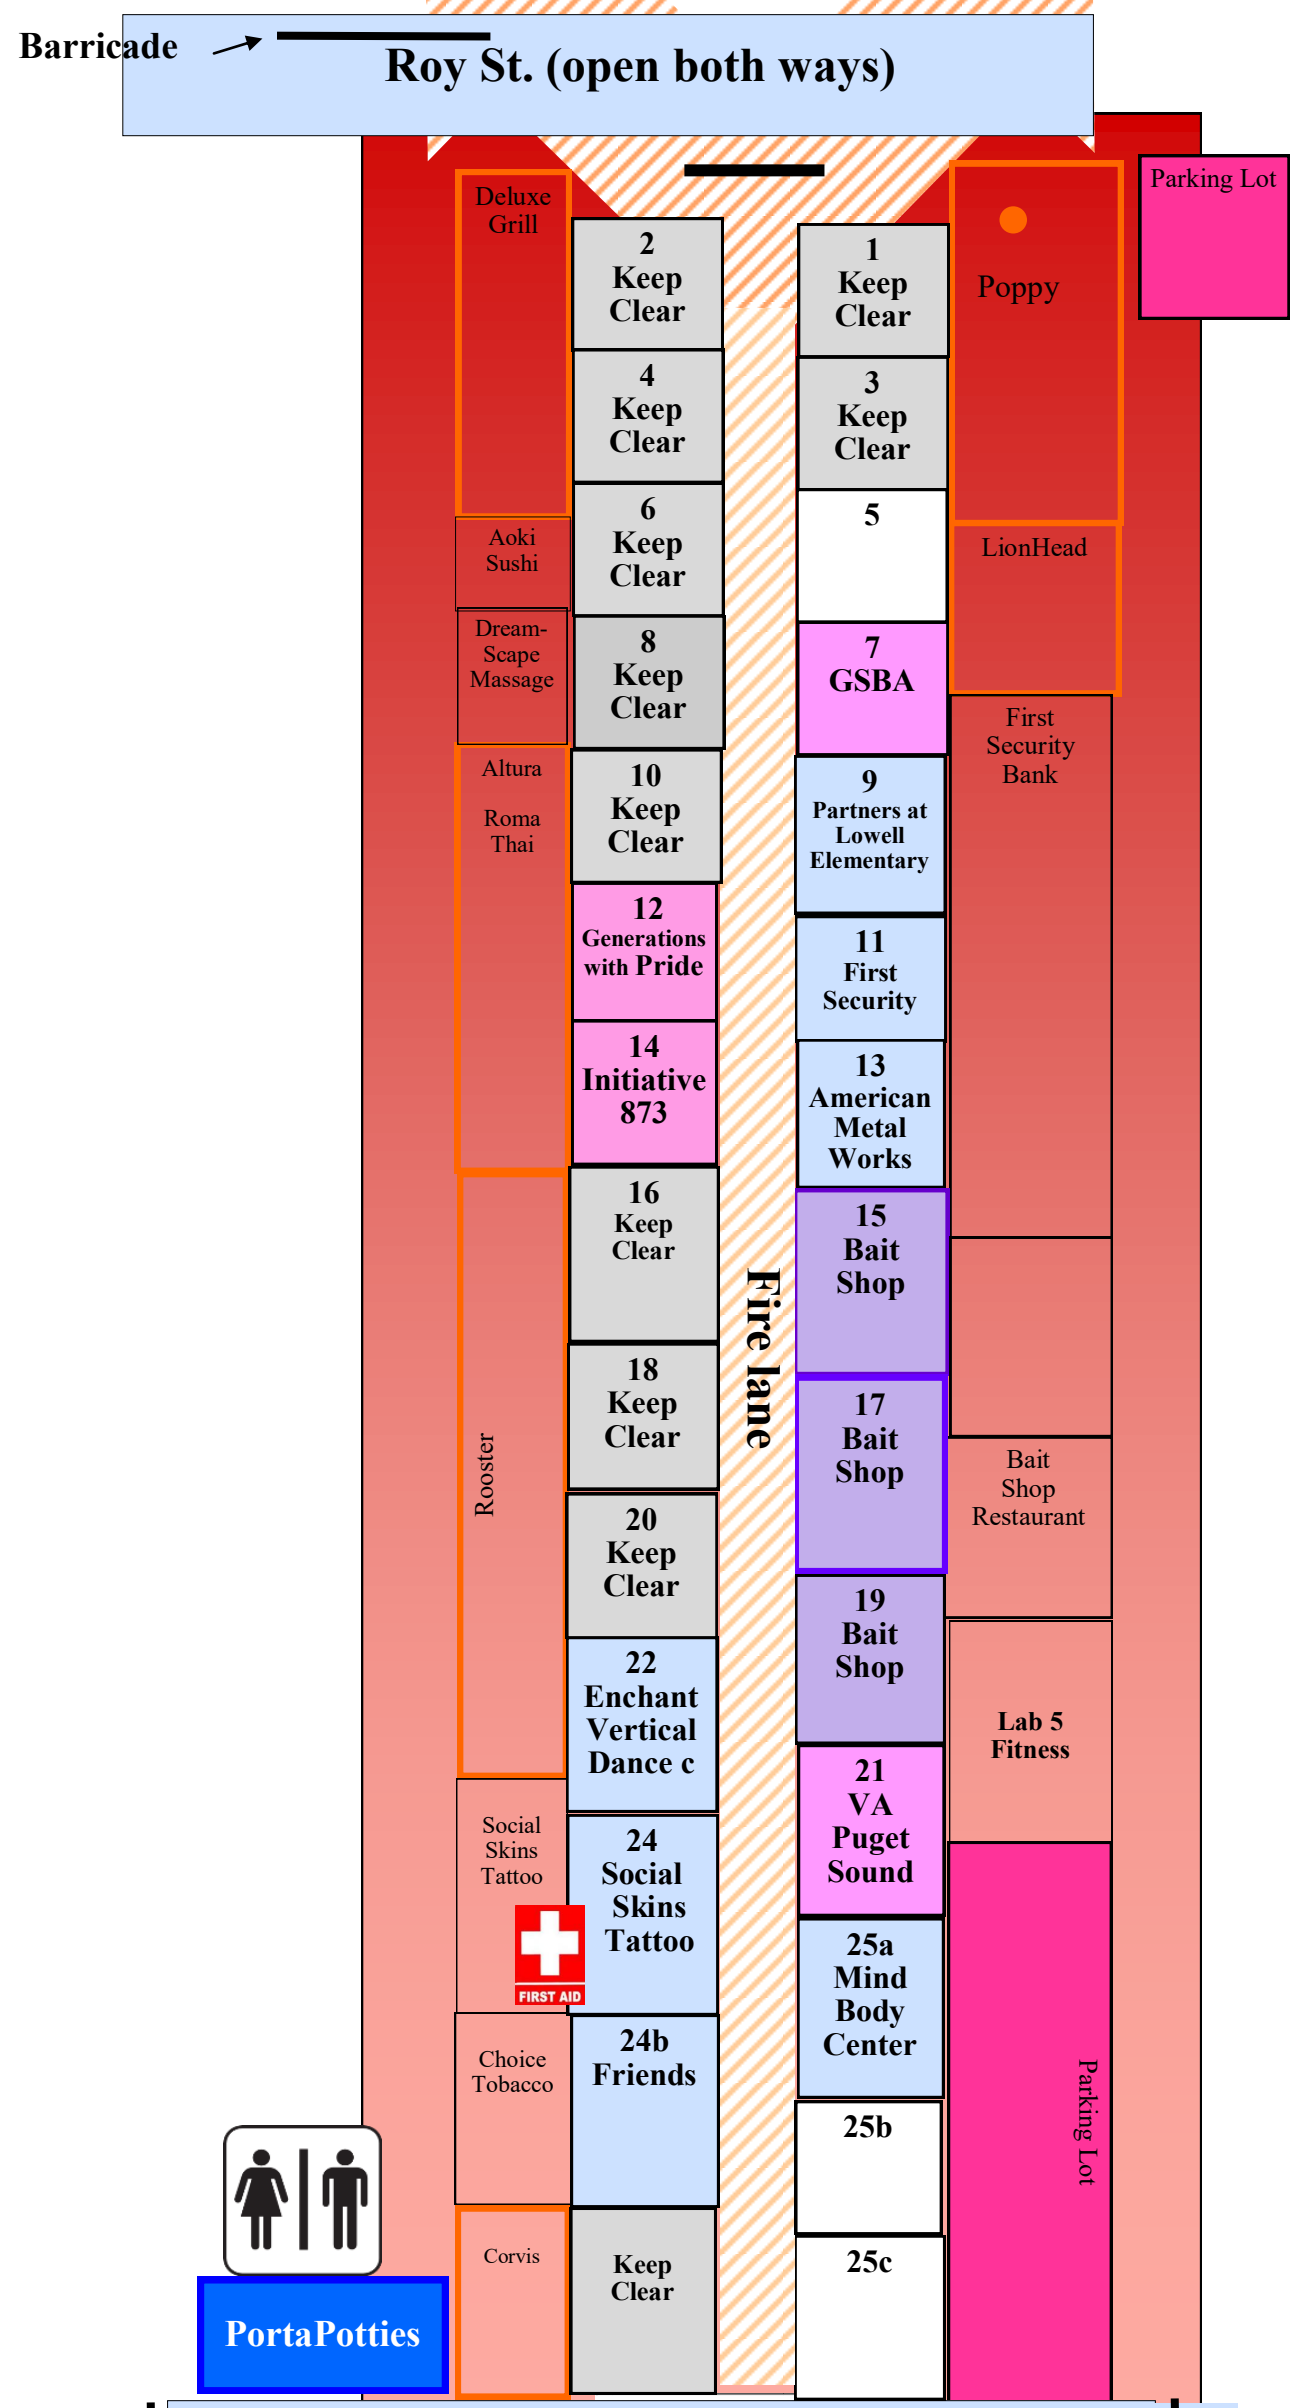 Barricade
Roy St. (open both ways)
Parking Lot
Deluxe
Grill
2
Keep
Clear
1
Keep
Clear
Poppy
4
Keep
Clear
3
Keep
Clear
Aoki
Sushi
6
Keep
Clear
5
LionHead
Dream-
Scape
Massage
8
Keep
Clear
7
GSBA
First
Security
Bank
Altura
Roma
Thai
10
Keep
Clear
9
Partners at
Lowell
Elementary
12
Generations
with Pride
11
First
Security
14
Initiative
873
13
American
Metal
Works
16
Keep
Clear
15
Bait
Shop
Fire lane
18
Keep
Clear
17
Bait
Shop
Rooster
Bait
Shop
Restaurant
20
Keep
Clear
19
Bait
Shop
22
Enchant
Vertical
Dance c
Lab 5
Fitness
21
VA
Puget
Sound
Social
Skins
Tattoo
24
Social
Skins
Tattoo
FIRST AID
25a
Mind
Body
Center
Choice
Tobacco
24b
Friends
25b
Parking Lot
Corvis
Keep
Clear
25c
PortaPotties